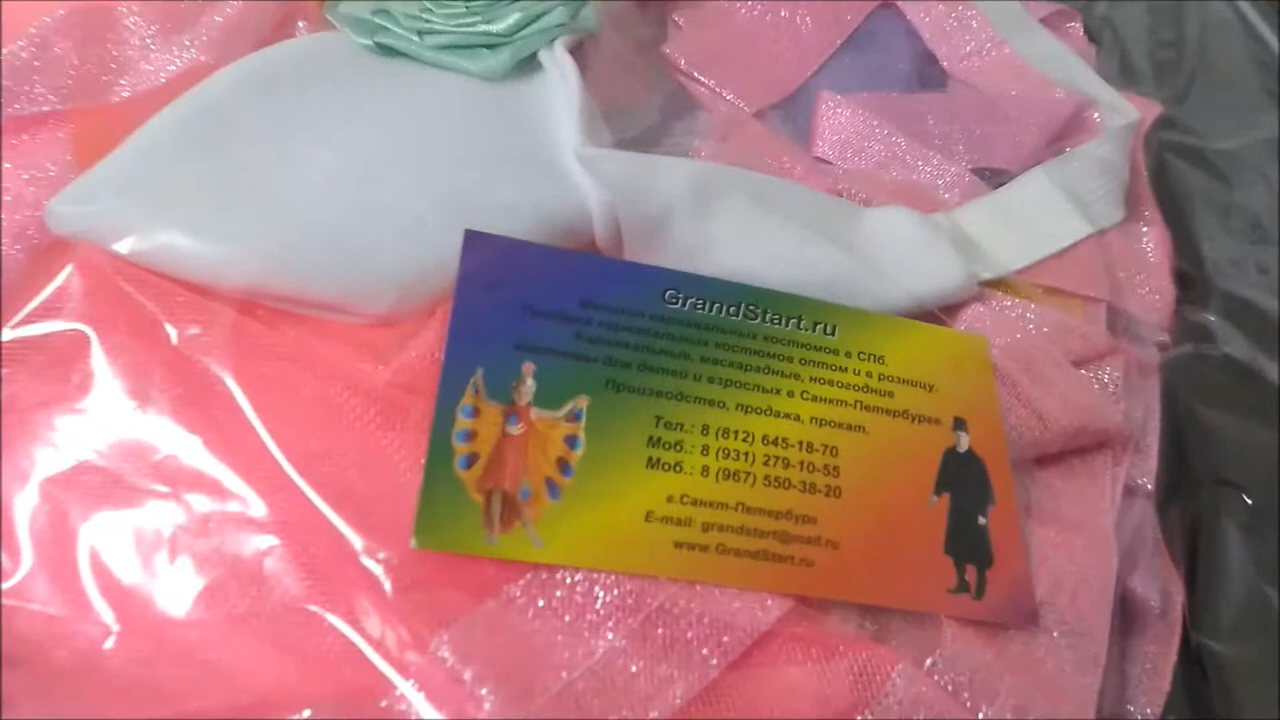 GrandStart.ru
карнавальных костюмов в СПб.
карнавальных костюмов оптом и в розницу.
Карнавальные, маскарадные, новогодние
костюмы для детей и взрослых в Санкт-Петербурге.
Производство, продажа, прокат.
Тел.: 8 (812) 645-18-70
Моб.: 8 (931) 279-10-55
Моб.: 8 (967) 550-38-20
г.Санкт-Петербург
E-mail: grandstart@mail.ru
www.GrandStart.ru